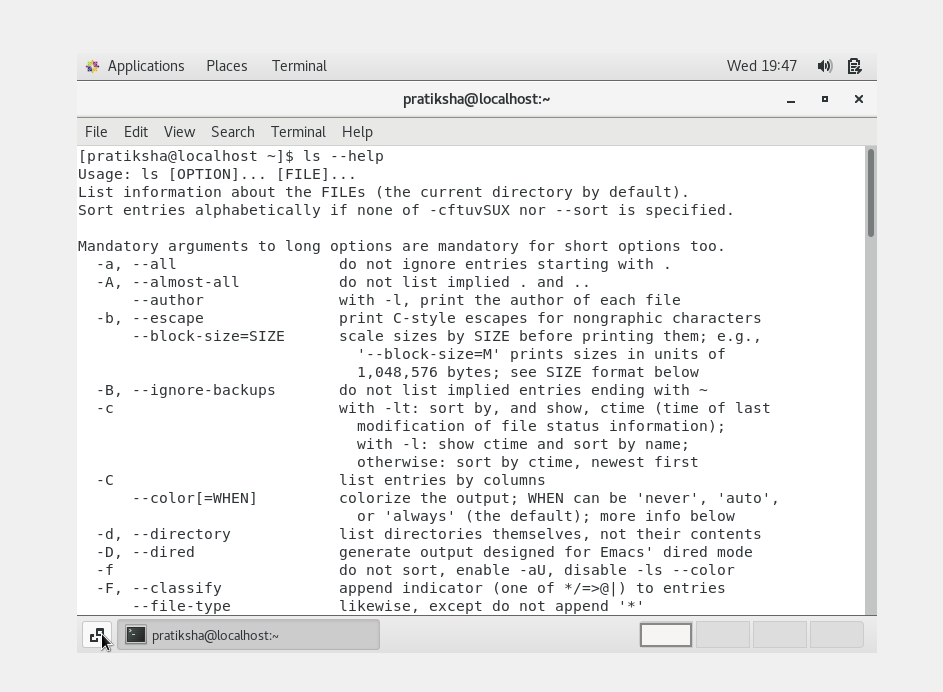 Applications Places Terminal Wed 19:47
pratiksha@localhost:~
File Edit View Search Terminal Help
[pratiksha@localhost ~]$ ls --help
Usage: ls [OPTION]... [FILE]...
List information about the FILEs (the current directory by default).
Sort entries alphabetically if none of -cftuvSUX nor --sort is specified.

Mandatory arguments to long options are mandatory for short options too.
  -a, --all                  do not ignore entries starting with .
  -A, --almost-all           do not list implied . and ..
      --author               with -l, print the author of each file
  -b, --escape               print C-style escapes for nongraphic characters
      --block-size=SIZE      scale sizes by SIZE before printing them; e.g.,
                               '--block-size=M' prints sizes in units of
                               1,048,576 bytes; see SIZE format below
  -B, --ignore-backups       do not list implied entries ending with ~
  -c                         with -lt: sort by, and show, ctime (time of last
                               modification of file status information);
                               with -l: show ctime and sort by name;
                               otherwise: sort by ctime, newest first
  -C                         list entries by columns
      --color[=WHEN]         colorize the output; WHEN can be 'never', 'auto',
                               or 'always' (the default); more info below
  -d, --directory            list directories themselves, not their contents
  -D, --dired                generate output designed for Emacs' dired mode
  -f                         do not sort, enable -aU, disable -ls --color
  -F, --classify             append indicator (one of */=>@|) to entries
      --file-type            likewise, except do not append '*'
pratiksha@localhost:~